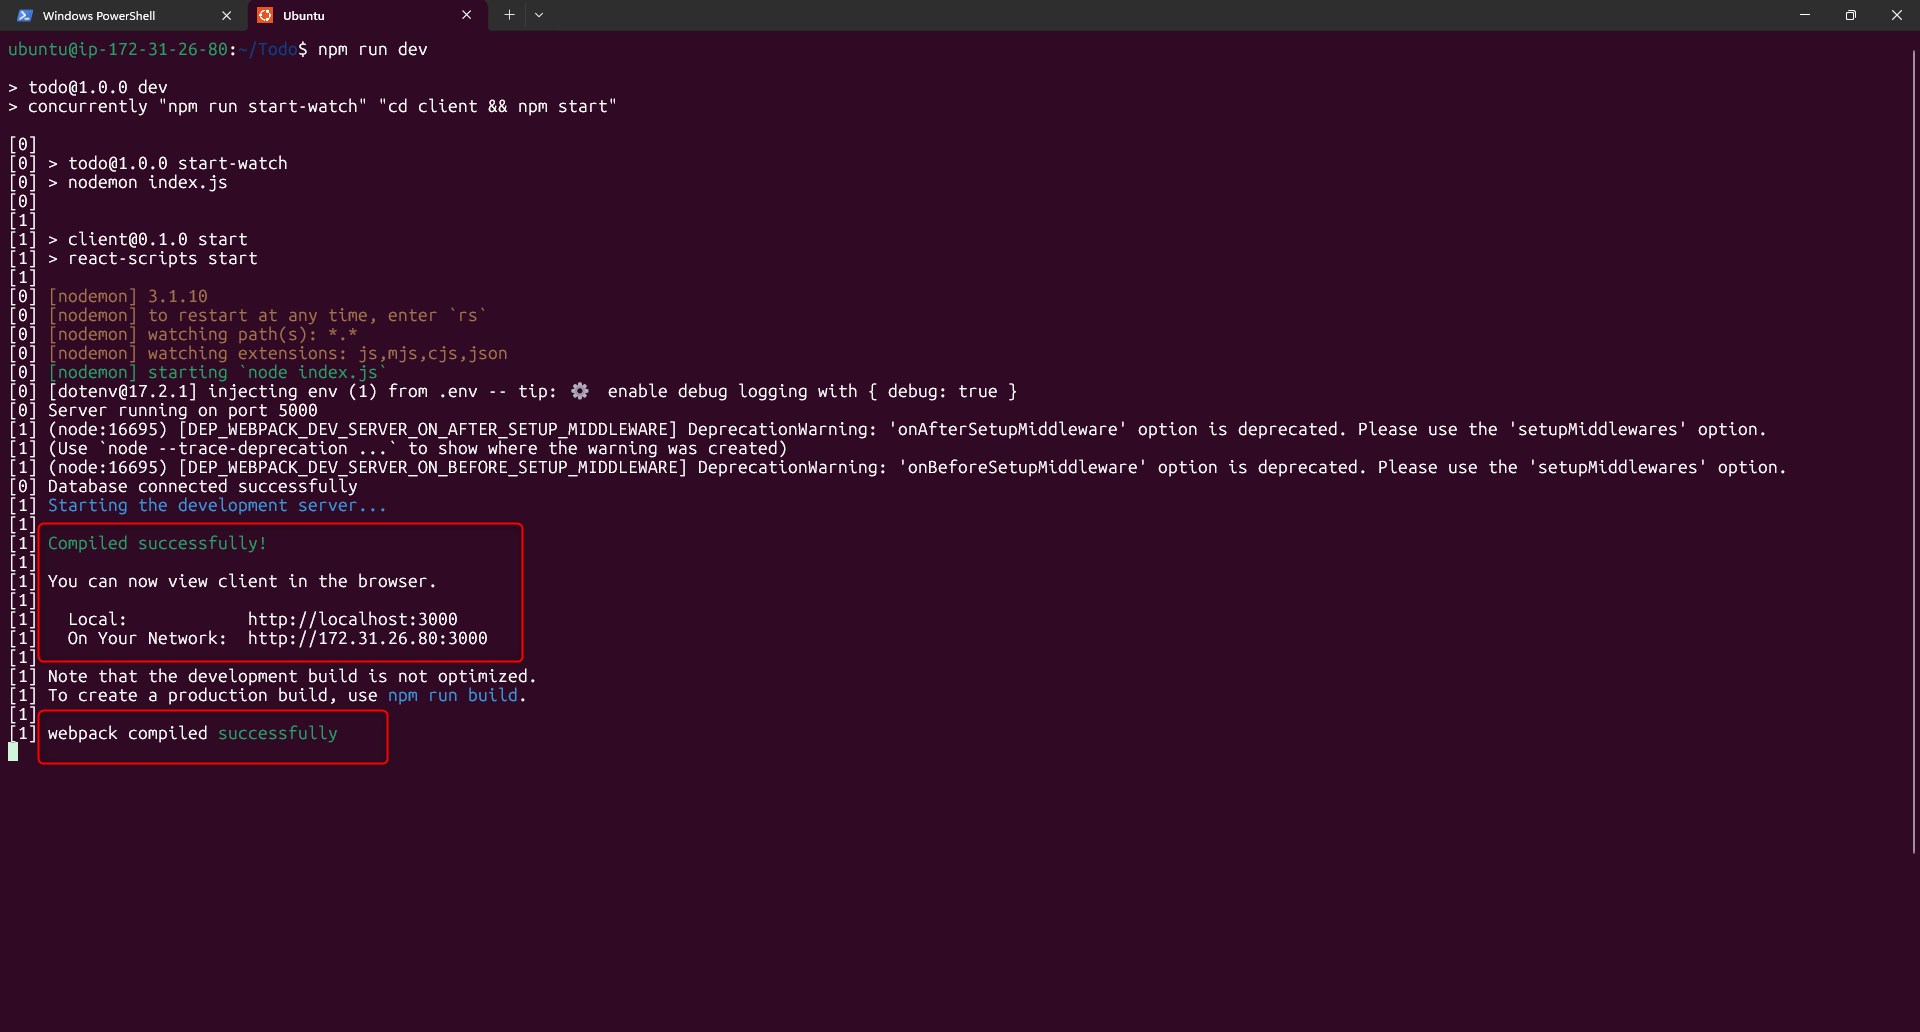 Windows PowerShell
Ubuntu
ubuntu@ip-172-31-26-80:~/Todo$ npm run dev
> todo@1.0.0 dev
> concurrently "npm run start-watch" "cd client && npm start"
[0]
[0] > todo@1.0.0 start-watch
[0] > nodemon index.js
[0]
[1]
[1] > client@0.1.0 start
[1] > react-scripts start
[1]
[0] [nodemon] 3.1.10
[0] [nodemon] to restart at any time, enter `rs`
[0] [nodemon] watching path(s): *.*
[0] [nodemon] watching extensions: js,mjs,cjs,json
[0] [nodemon] starting `node index.js`
[0] [dotenv@17.2.1] injecting env (1) from .env -- tip: ⚙️ enable debug logging with { debug: true }
[0] Server running on port 5000
[1] (node:16695) [DEP_WEBPACK_DEV_SERVER_ON_AFTER_SETUP_MIDDLEWARE] DeprecationWarning: 'onAfterSetupMiddleware' option is deprecated. Please use the 'setupMiddlewares' option.
[1] (Use `node --trace-deprecation ...` to show where the warning was created)
[1] (node:16695) [DEP_WEBPACK_DEV_SERVER_ON_BEFORE_SETUP_MIDDLEWARE] DeprecationWarning: 'onBeforeSetupMiddleware' option is deprecated. Please use the 'setupMiddlewares' option.
[0] Database connected successfully
[1] Starting the development server...
[1]
[1] Compiled successfully!
[1]
[1] You can now view client in the browser.
[1]
[1]   Local:            http://localhost:3000
[1]   On Your Network:  http://172.31.26.80:3000
[1]
[1] Note that the development build is not optimized.
[1] To create a production build, use npm run build.
[1]
[1] webpack compiled successfully